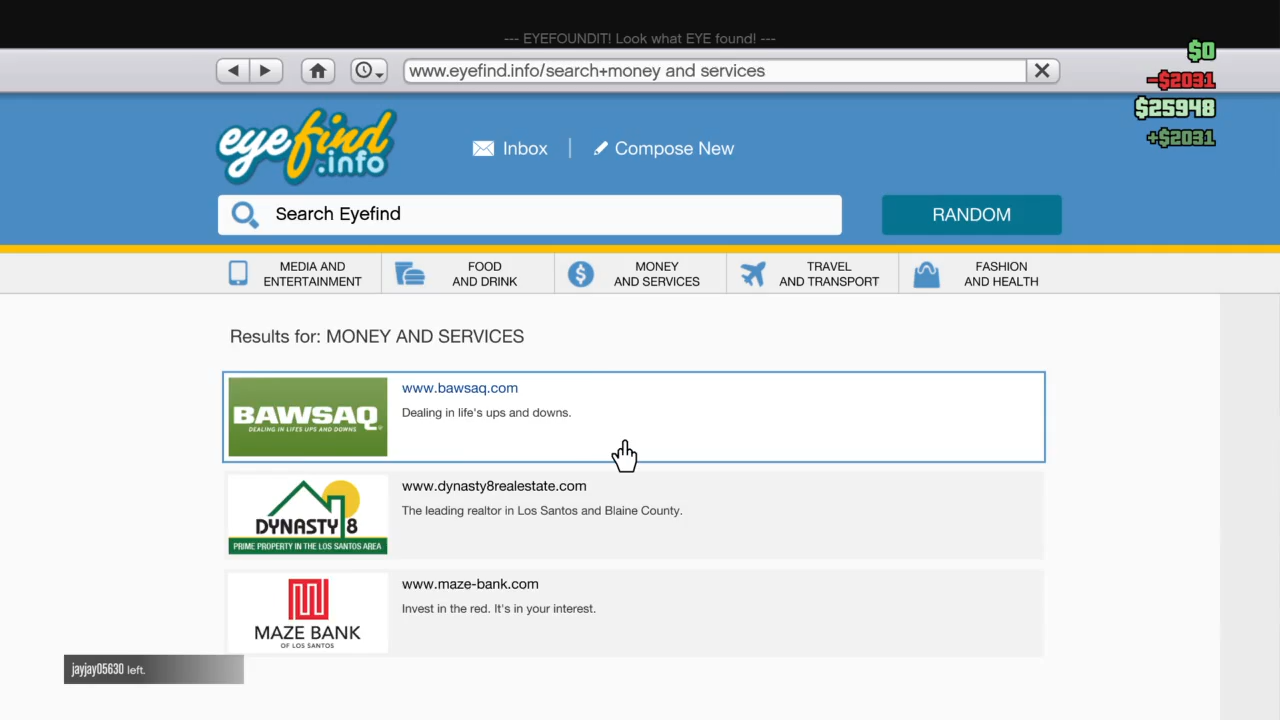 --- EYEFOUNDIT! Look what EYE found! ---
www.eyefind.info/search+money and services
$0
-$2031
$25948
+$2031
eyefind
.info
Inbox
Compose New
Search Eyefind
RANDOM
MEDIA AND
ENTERTAINMENT
FOOD
AND DRINK
MONEY
AND SERVICES
TRAVEL
AND TRANSPORT
FASHION
AND HEALTH
Results for: MONEY AND SERVICES
BAWSAQ
DEALING IN LIFES UPS AND DOWNS
www.bawsaq.com
Dealing in life's ups and downs.
DYNASTY 8
PRIME PROPERTY IN THE LOS SANTOS AREA
www.dynasty8realestate.com
The leading realtor in Los Santos and Blaine County.
MAZE BANK
OF LOS SANTOS
www.maze-bank.com
Invest in the red. It's in your interest.
jayjay05630 left.